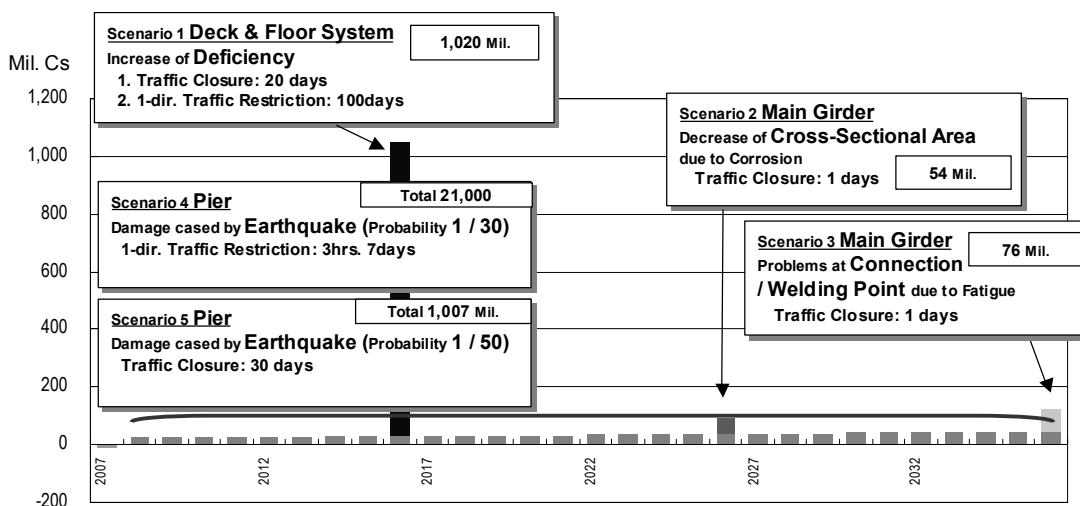 Scenario 1 Deck & Floor System
1,020 Mil.
Increase of Deficiency
1. Traffic Closure: 20 days
2. 1-dir. Traffic Restriction: 100days
Mil. Cs
1,200
1,000
800
600
400
200
0
-200
Scenario 2 Main Girder
Decrease of Cross-Sectional Area
due to Corrosion
Traffic Closure: 1 days
54 Mil.
Scenario 4 Pier
Total 21,000
Damage cased by Earthquake (Probability 1 / 30)
1-dir. Traffic Restriction: 3hrs. 7days
Scenario 3 Main Girder
76 Mil.
Problems at Connection
/ Welding Point due to Fatigue
Traffic Closure: 1 days
Scenario 5 Pier
Total 1,007 Mil.
Damage cased by Earthquake (Probability 1 / 50)
Traffic Closure: 30 days
2007
2012
2017
2022
2027
2032